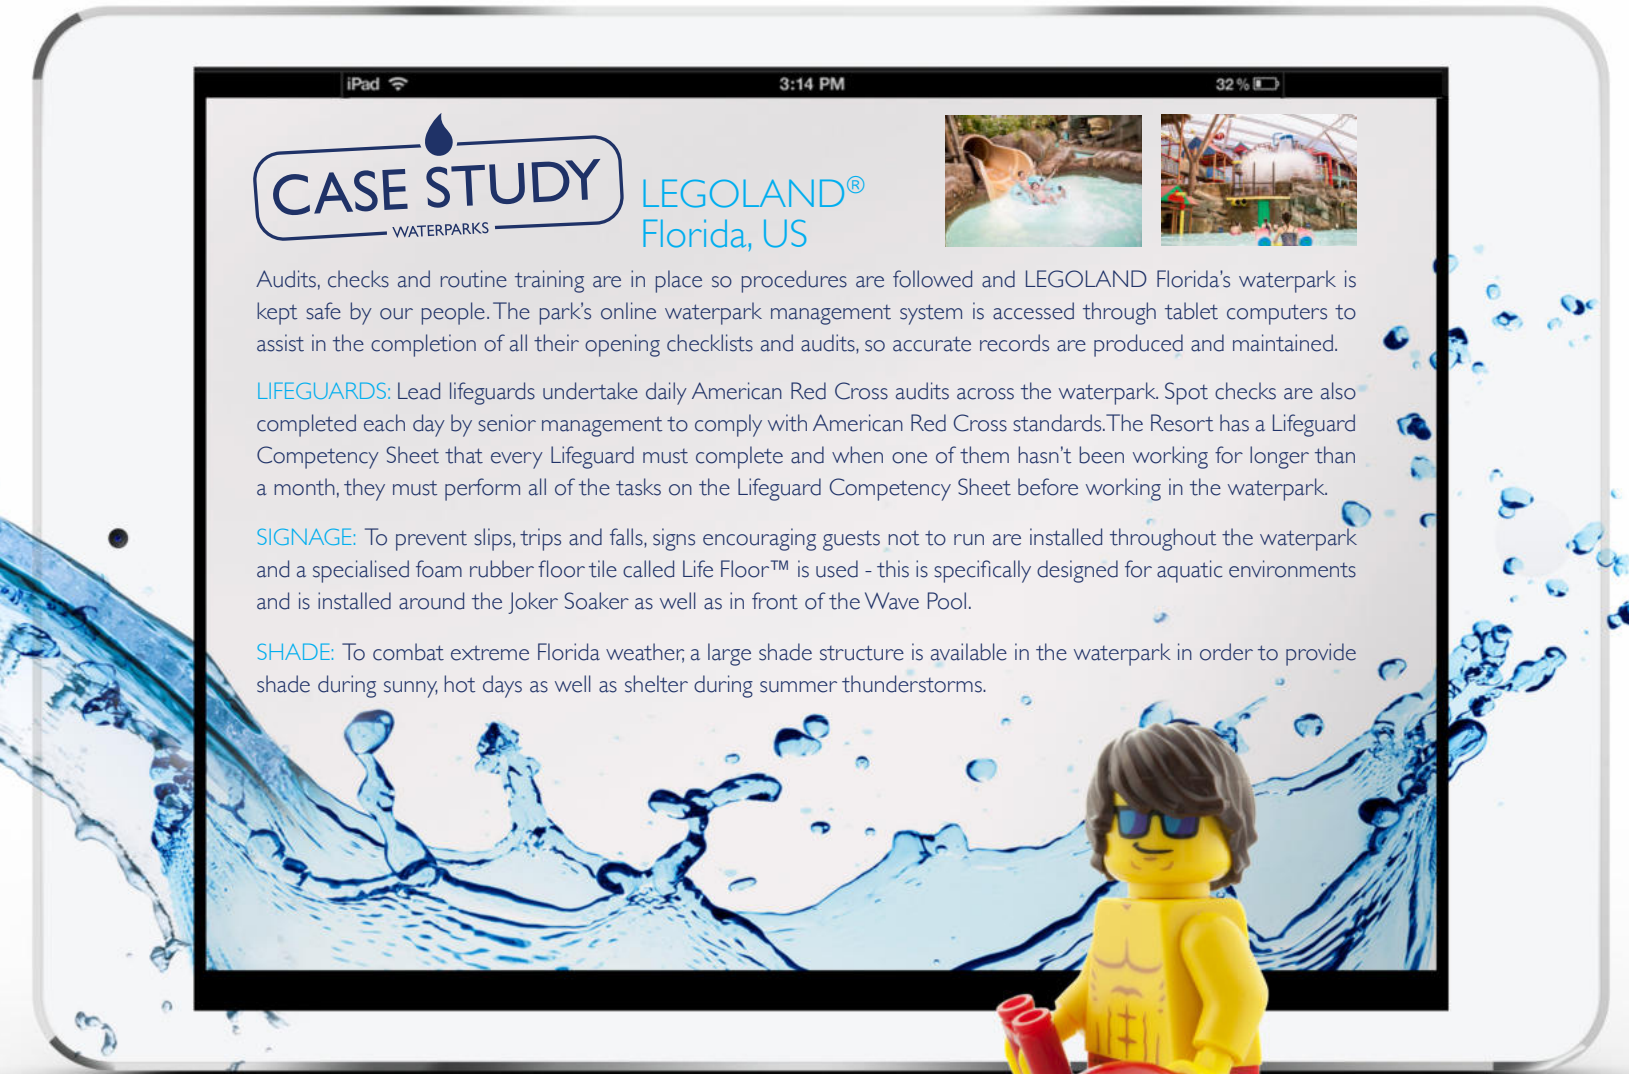 iPad 3:14 PM 32%
CASE STUDY
WATERPARKS
LEGOLAND®
Florida, US
Audits, checks and routine training are in place so procedures are followed and LEGOLAND Florida's waterpark is
kept safe by our people. The park's online waterpark management system is accessed through tablet computers to
assist in the completion of all their opening checklists and audits, so accurate records are produced and maintained.
LIFEGUARDS: Lead lifeguards undertake daily American Red Cross audits across the waterpark. Spot checks are also
completed each day by senior management to comply with American Red Cross standards. The Resort has a Lifeguard
Competency Sheet that every Lifeguard must complete and when one of them hasn't been working for longer than
a month, they must perform all of the tasks on the Lifeguard Competency Sheet before working in the waterpark.
SIGNAGE: To prevent slips, trips and falls, signs encouraging guests not to run are installed throughout the waterpark
and a specialised foam rubber floor tile called Life Floor™ is used - this is specifically designed for aquatic environments
and is installed around the Joker Soaker as well as in front of the Wave Pool.
SHADE: To combat extreme Florida weather, a large shade structure is available in the waterpark in order to provide
shade during sunny, hot days as well as shelter during summer thunderstorms.